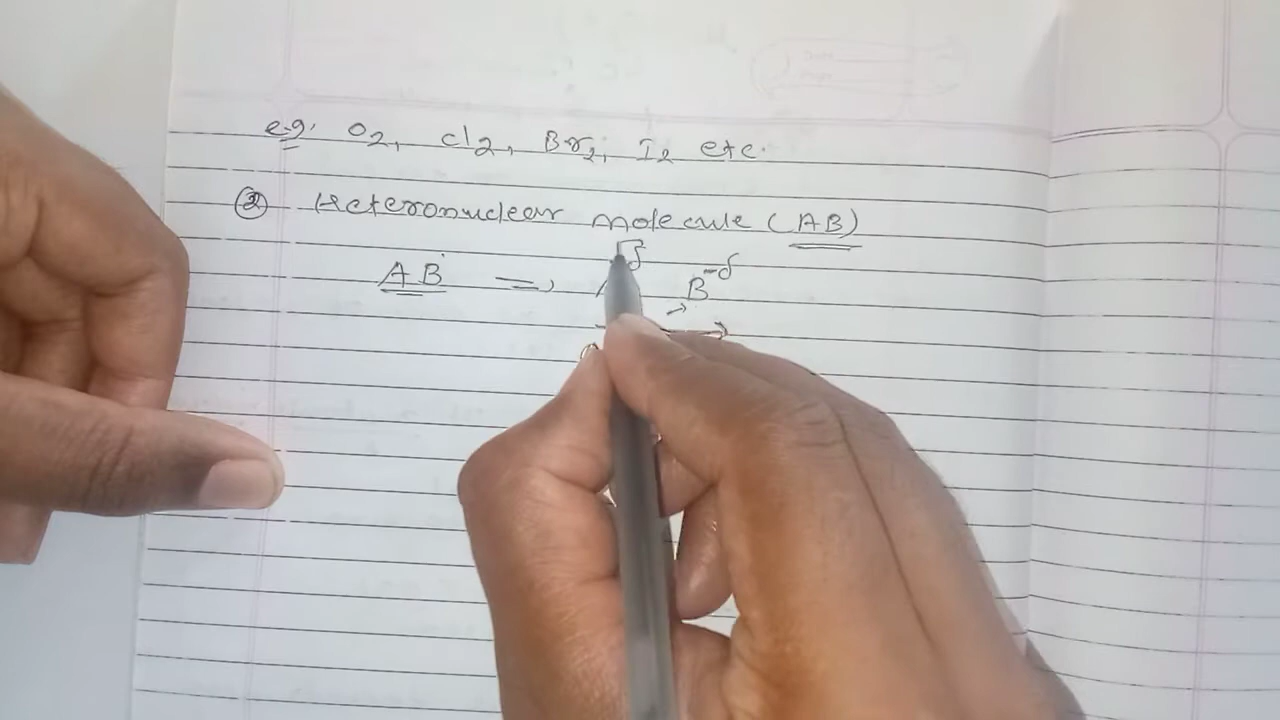 e.g. O2, Cl2, Br2, I2 etc.
② Heteronuclear molecule (AB)
AB => A δ B -δ